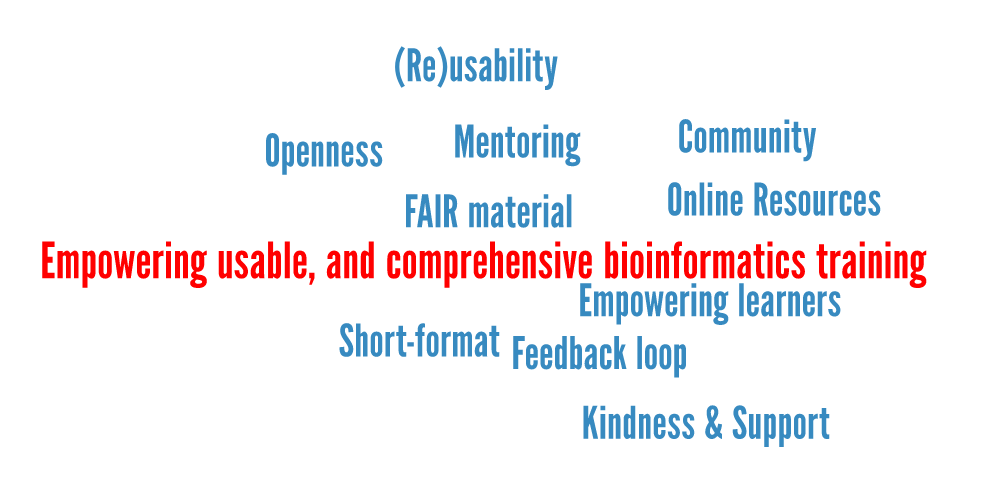 (Re)usability
Openness
Mentoring
Community
FAIR material
Online Resources
Empowering usable, and comprehensive bioinformatics training
Empowering learners
Short-format
Feedback loop
Kindness & Support